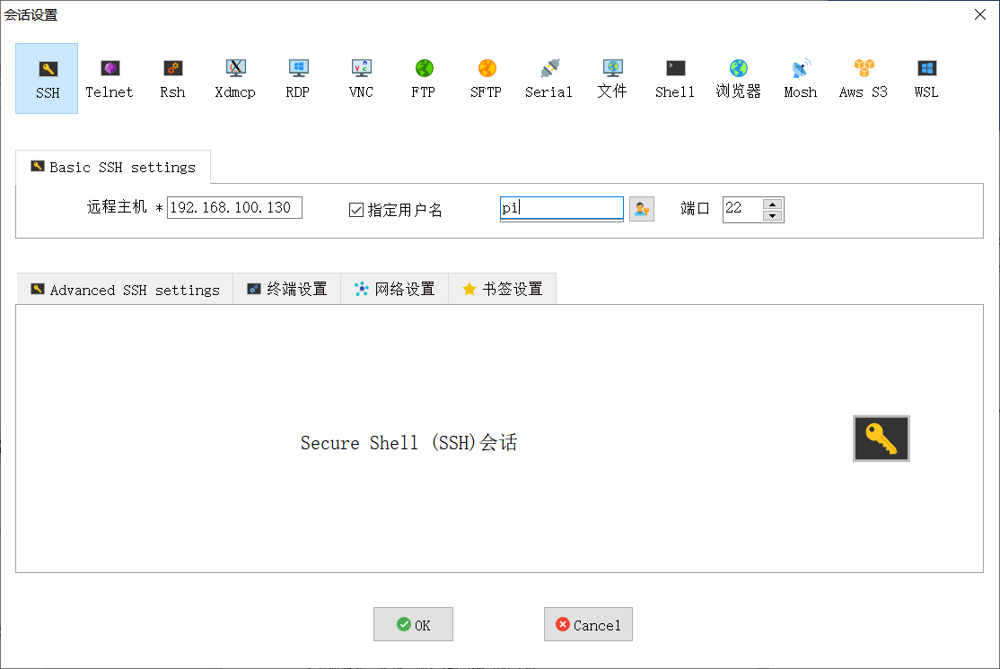 会话设置
SSH Telnet Rsh Xdmcp RDP VNC FTP SFTP Serial 文件 Shell 浏览器 Mosh Aws S3 WSL
Basic SSH settings
远程主机 * 192.168.100.130 指定用户名 pi 端口 22
Advanced SSH settings 终端设置 网络设置 书签设置
Secure Shell (SSH)会话
OK Cancel